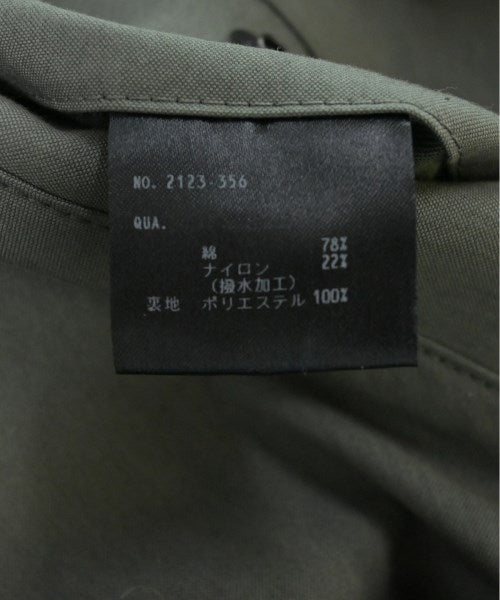 NO. 2123-356
QUA.
綿 78%
ナイロン 22%
(撥水加工)
裏地 ポリエステル 100%